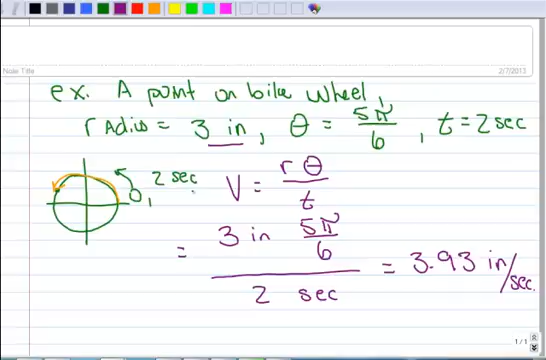 Note Title
2/7/2013
ex. A point on bike wheel,
radius = 3 in, θ = 5π/6, t = 2 sec
2 sec
V = rθ/t
= 3 in 5π/6 / 2 sec = 3.93 in/sec.
1/1